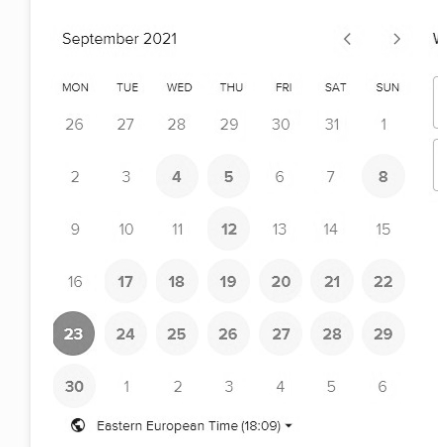 September 2021
MON TUE WED THU FRI SAT SUN
26 27 28 29 30 31 1
2 3 4 5 6 7 8
9 10 11 12 13 14 15
16 17 18 19 20 21 22
23 24 25 26 27 28 29
30 1 2 3 4 5 6
Eastern European Time (18:09)